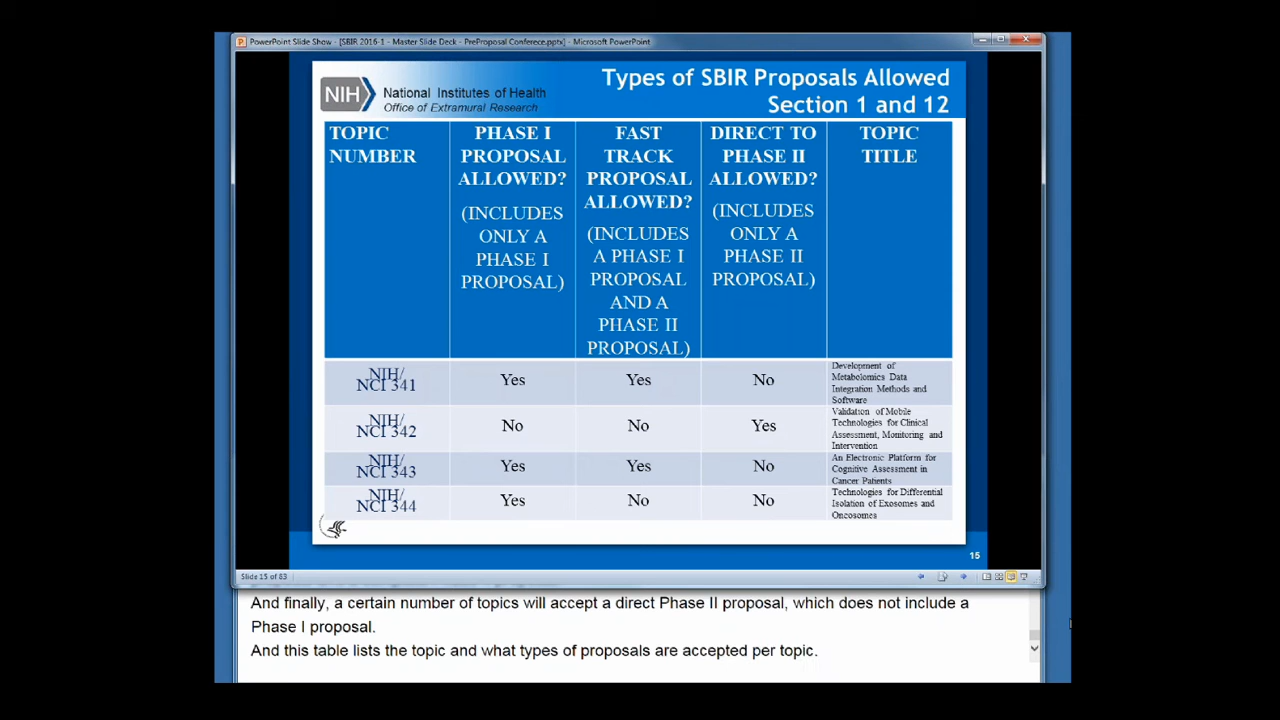 PowerPoint Slide Show - [SBIR 2016-1 - Master Slide Deck - PreProposal Conferece.pptx] - Microsoft PowerPoint
NIH
National Institutes of Health
Office of Extramural Research
Types of SBIR Proposals Allowed
Section 1 and 12
TOPIC
NUMBER
PHASE I
PROPOSAL
ALLOWED?
(INCLUDES
ONLY A
PHASE I
PROPOSAL)
FAST
TRACK
PROPOSAL
ALLOWED?
(INCLUDES
A PHASE I
PROPOSAL
AND A
PHASE II
PROPOSAL)
DIRECT TO
PHASE II
ALLOWED?
(INCLUDES
ONLY A
PHASE II
PROPOSAL)
TOPIC
TITLE
NIH/
NCI 341
Yes
Yes
No
Development of
Metabolomics Data
Integration Methods and
Software
NIH/
NCI 342
No
No
Yes
Validation of Mobile
Technologies for Clinical
Assessment, Monitoring and
Intervention
NIH/
NCI 343
Yes
Yes
No
An Electronic Platform for
Cognitive Assessment in
Cancer Patients
NIH/
NCI 344
Yes
No
No
Technologies for Differential
Isolation of Exosomes and
Oncosomes
15
Slide 15 of 83
And finally, a certain number of topics will accept a direct Phase II proposal, which does not include a
Phase I proposal.
And this table lists the topic and what types of proposals are accepted per topic.